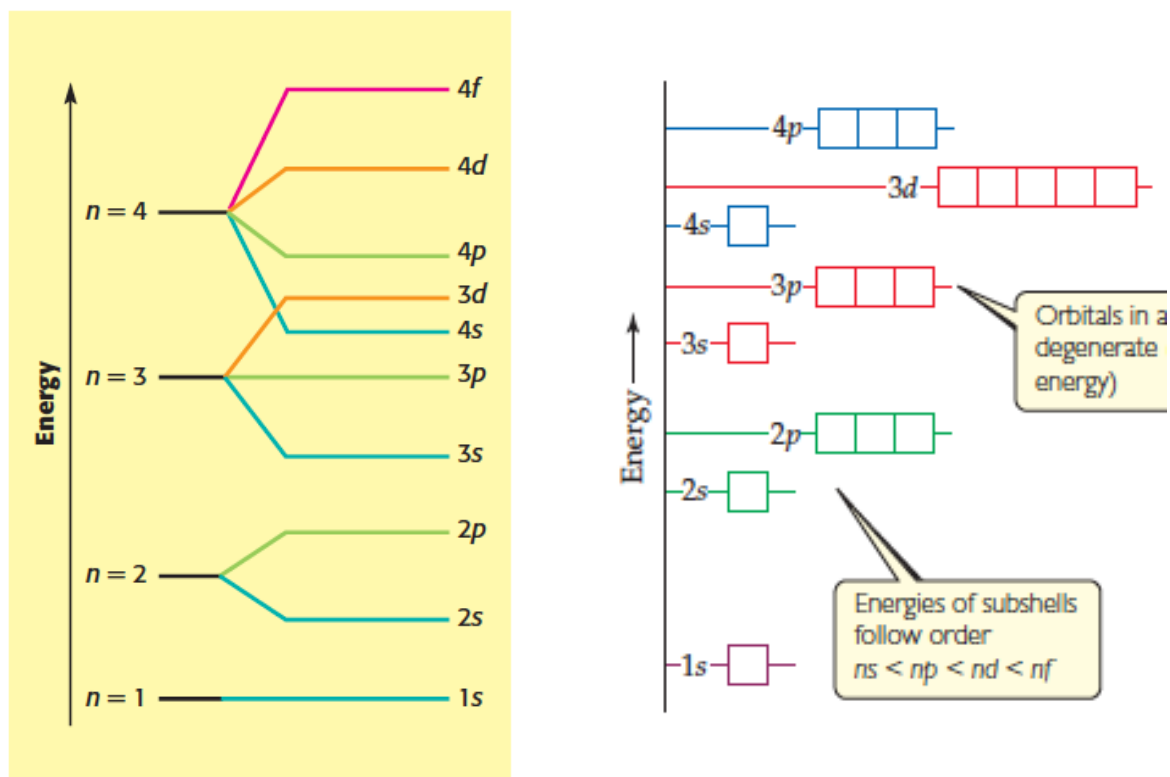 4f
4d
n = 4
4p
3d
4s
n = 3
3p
3s
2p
n = 2
2s
n = 1
1s
Energy
4p
3d
4s
3p
3s
2p
2s
1s
Energy
Orbitals in a
degenerate
energy)
Energies of subshells
follow order
ns < np < nd < nf